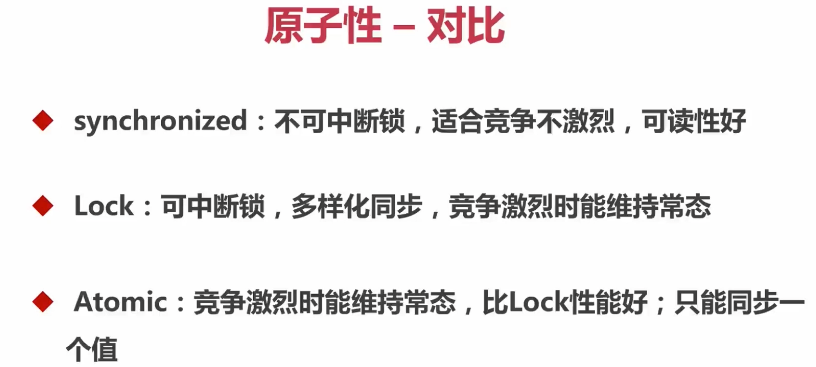 原子性 – 对比
synchronized：不可中断锁，适合竞争不激烈，可读性好
Lock：可中断锁，多样化同步，竞争激烈时能维持常态
Atomic：竞争激烈时能维持常态，比Lock性能好；只能同步一
个值